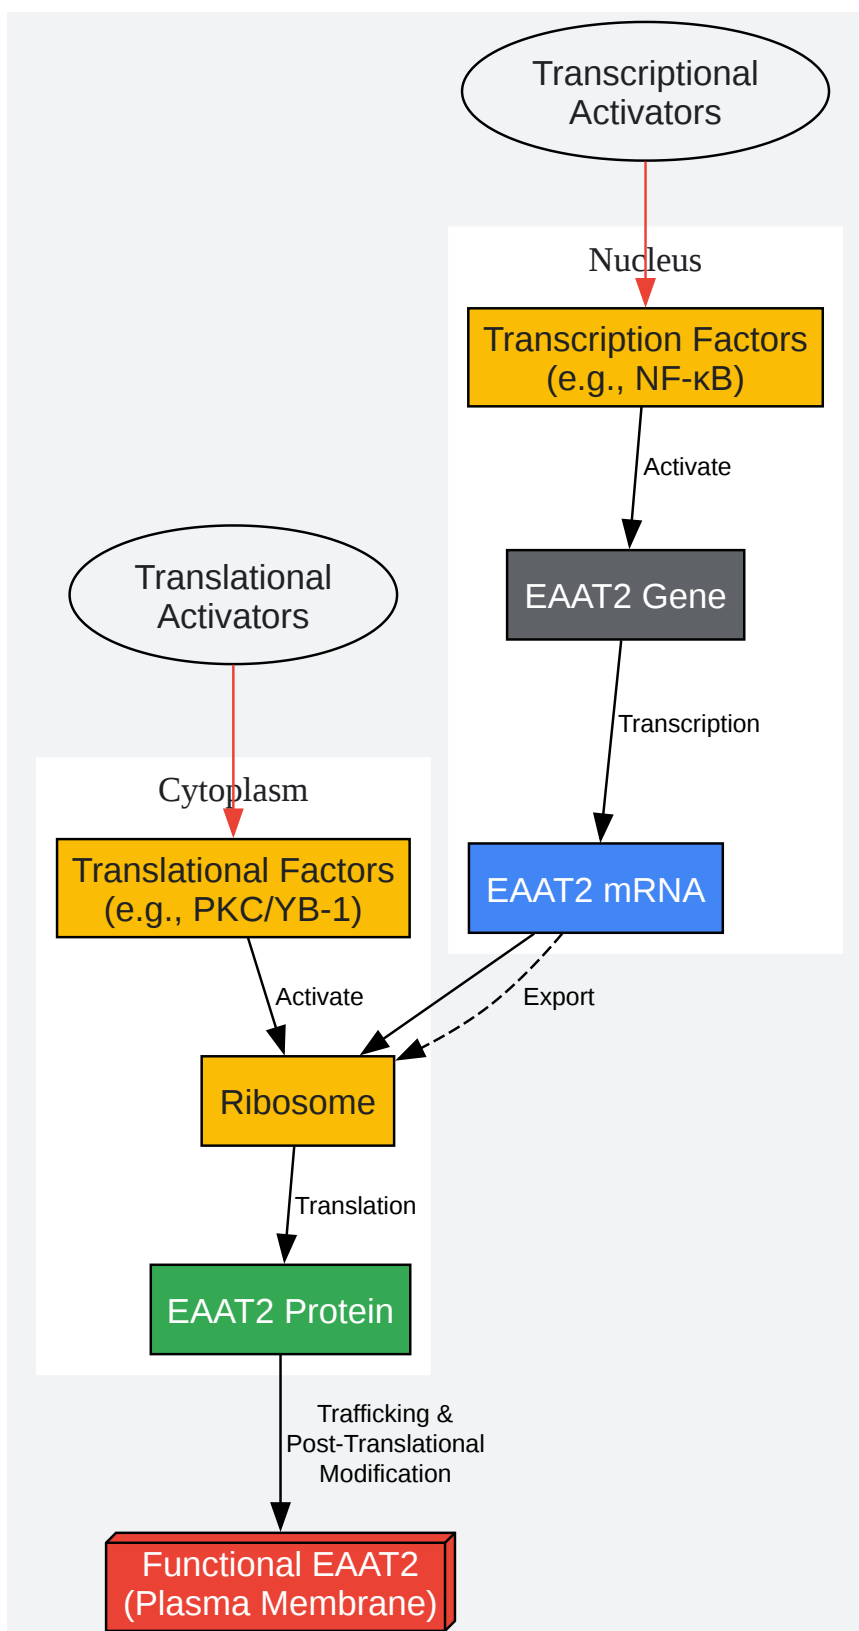 Transcriptional
Activators
Nucleus
Transcription Factors
(e.g., NF-κB)
Activate
EAAT2 Gene
Transcription
EAAT2 mRNA
Export
Translational
Activators
Cytoplasm
Translational Factors
(e.g., PKC/YB-1)
Activate
Ribosome
Translation
EAAT2 Protein
Trafficking &
Post-Translational
Modification
Functional EAAT2
(Plasma Membrane)